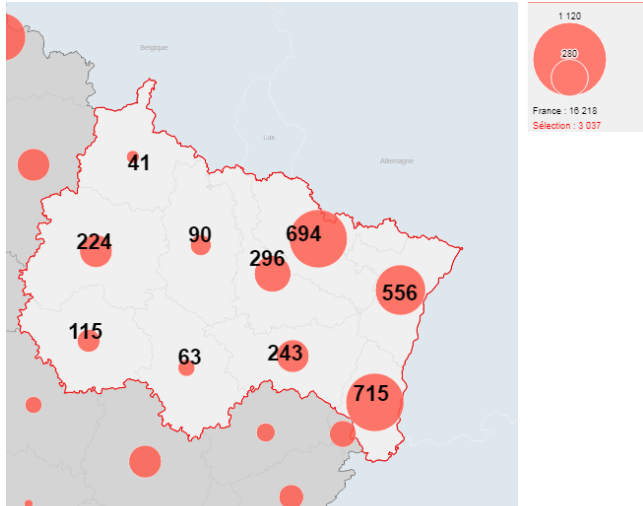 Belgique
Lux.
Allemagne
41
224
90
694
296
556
115
63
243
715
1 120
280
France : 16 218
Sélection : 3 037